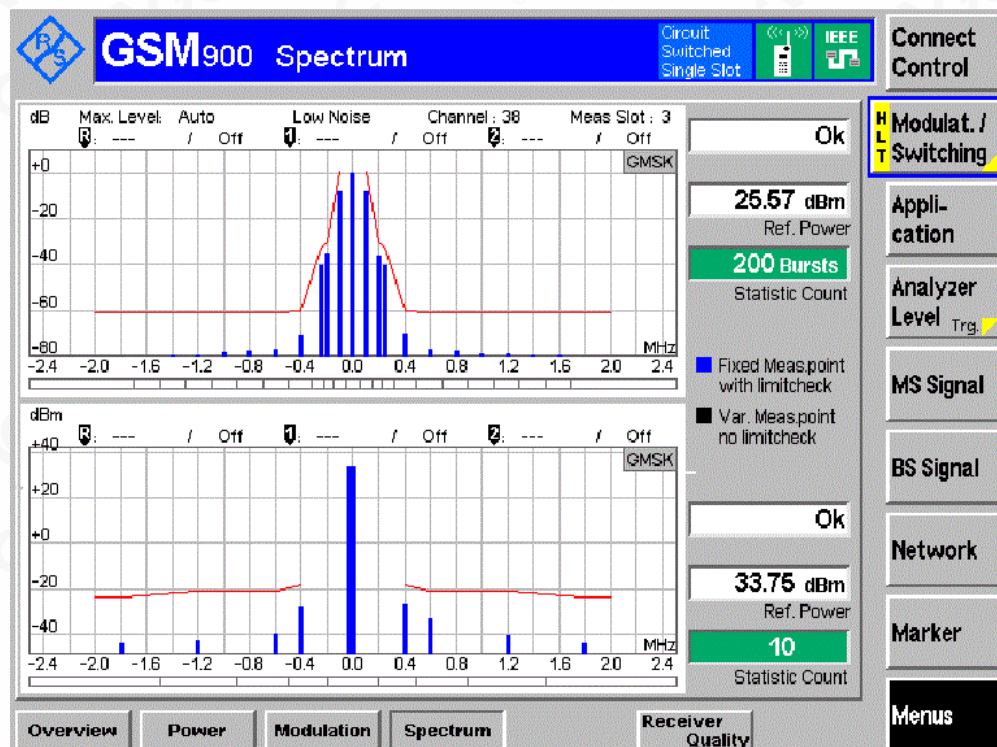 R&S
GSM900 Spectrum
Circuit
Switched
Single Slot
IEEE
Connect
Control
HLT
Modulat. /
Switching
Appli-
cation
Analyzer
Level Trg.
MS Signal
BS Signal
Network
Marker
Menus
dB Max. Level: Auto Low Noise Channel : 38 Meas Slot : 3
R: --- / Off 1: --- / Off 2: --- / Off
GMSK
+0
-20
-40
-60
-80
MHz
-2.4 -2.0 -1.6 -1.2 -0.8 -0.4 0.0 0.4 0.8 1.2 1.6 2.0 2.4
Ok
25.57 dBm
Ref. Power
200 Bursts
Statistic Count
Fixed Meas.point
with limitcheck
Var. Meas.point
no limitcheck
dBm
R: --- / Off 1: --- / Off 2: --- / Off
GMSK
+40
+20
+0
-20
-40
MHz
-2.4 -2.0 -1.6 -1.2 -0.8 -0.4 0.0 0.4 0.8 1.2 1.6 2.0 2.4
Ok
33.75 dBm
Ref. Power
10
Statistic Count
Overview Power Modulation Spectrum Receiver
Quality